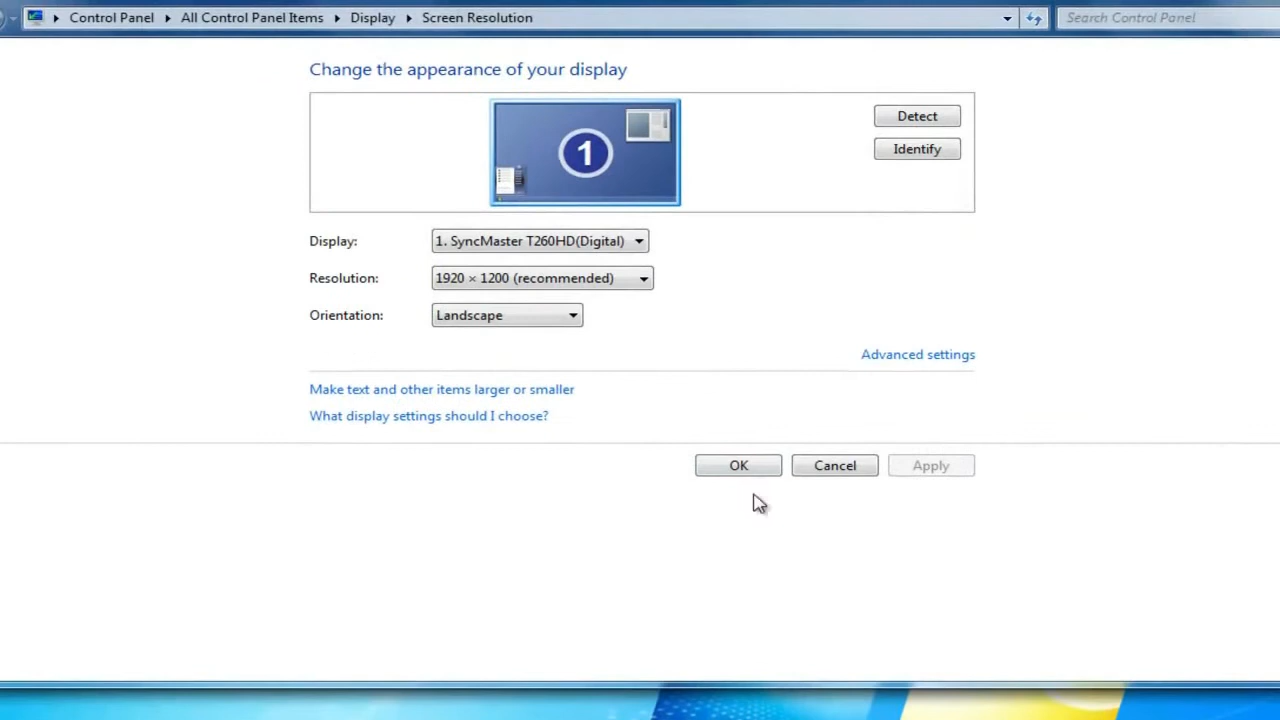 Control Panel All Control Panel Items Display Screen Resolution Search Control Panel
Change the appearance of your display
1
Detect
Identify
Display: 1. SyncMaster T260HD(Digital)
Resolution: 1920 × 1200 (recommended)
Orientation: Landscape
Advanced settings
Make text and other items larger or smaller
What display settings should I choose?
OK Cancel Apply